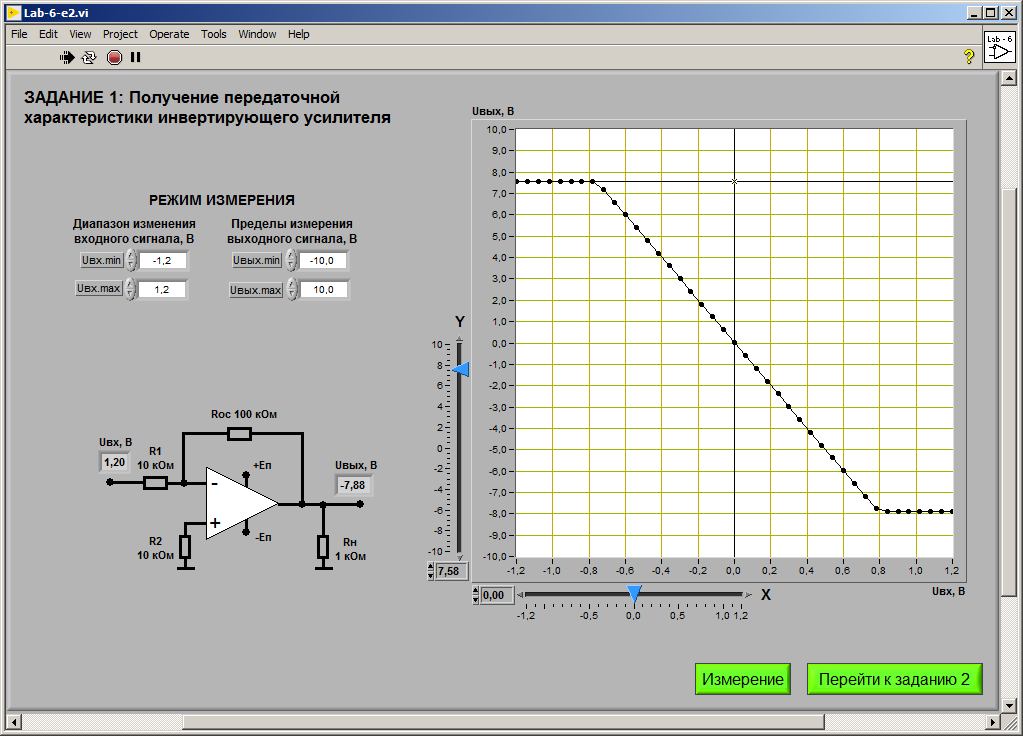 Lab-6-e2.vi
File Edit View Project Operate Tools Window Help
Lab - 6
?
ЗАДАНИЕ 1: Получение передаточной
характеристики инвертирующего усилителя
РЕЖИМ ИЗМЕРЕНИЯ
Диапазон изменения
входного сигнала, В
Uвх.min -1,2
Uвх.max 1,2
Пределы измерения
выходного сигнала, В
Uвых.min -10,0
Uвых.max 10,0
Uвых, В
10,0
9,0
8,0
7,0
6,0
5,0
4,0
3,0
2,0
1,0
0,0
-1,0
-2,0
-3,0
-4,0
-5,0
-6,0
-7,0
-8,0
-9,0
-10,0
-1,2 -1,0 -0,8 -0,6 -0,4 -0,2 0,0 0,2 0,4 0,6 0,8 1,0 1,2
Uвх, В
Y
10
8
6
4
2
0
-2
-4
-6
-8
-10
7,58
0,00
X
-1,2 -0,5 0,0 0,5 1,0 1,2
Rос 100 кОм
Uвх, В
1,20
R1
10 кОм
+Eп
-
+
-Eп
R2
10 кОм
Uвых, В
-7,88
Rн
1 кОм
Измерение
Перейти к заданию 2